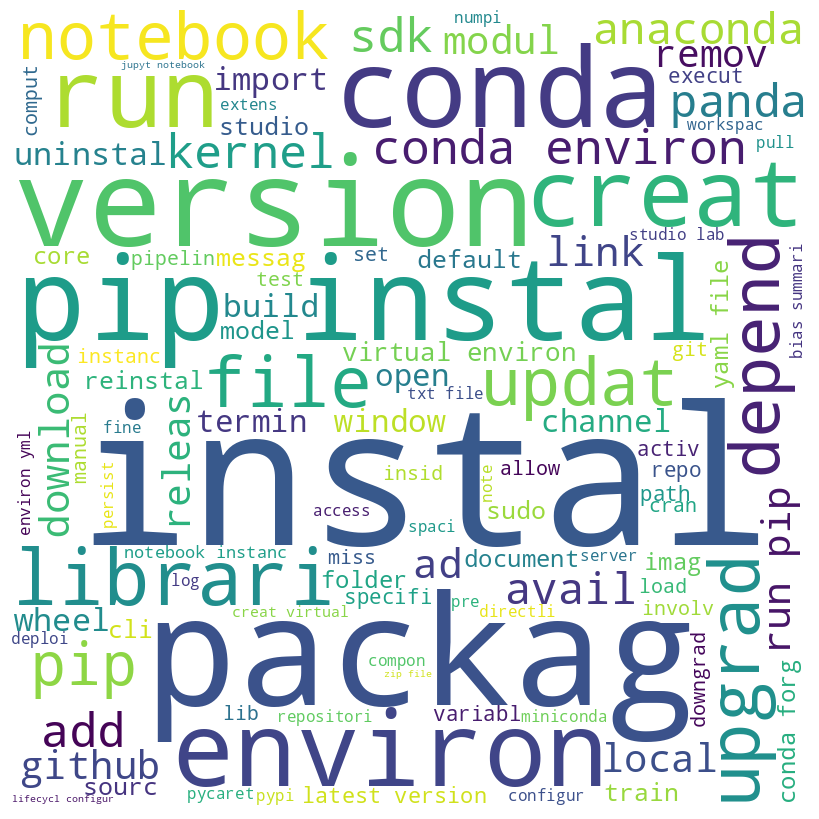 numpi
notebook
sdk
modul
anaconda
remov
jupyt notebook
run
import
conda
execut
comput
extens
panda
studio
workspac
uninstal
kernel
conda environ
pull
version
creat
studio lab
core
pipelin
messag
set
default
link
depend
bias summari
test
pip instal
build
model
yaml file
virtual environ
git
instanc
reinstal
file
open
updat
txt file
download
releas
termin
window
channel
fine
manual
environ yml
persist
instal
insid
allow
activ
repo
note
path
cran
access
sudo
spaci
run pip
notebook instanc
miss
document
server
imag
librari
log
folder
ad
avail
load
upgrad
specifi
pre
directli
involv
wheel
cli
creat virtual
deploi
pip
packag
compon
zip file
downgrad
conda forg
add
lib
repositori
variabl
miniconda
github
environ
local
sourc
lifecycl configur
pycaret
pypi
latest version
configur
train